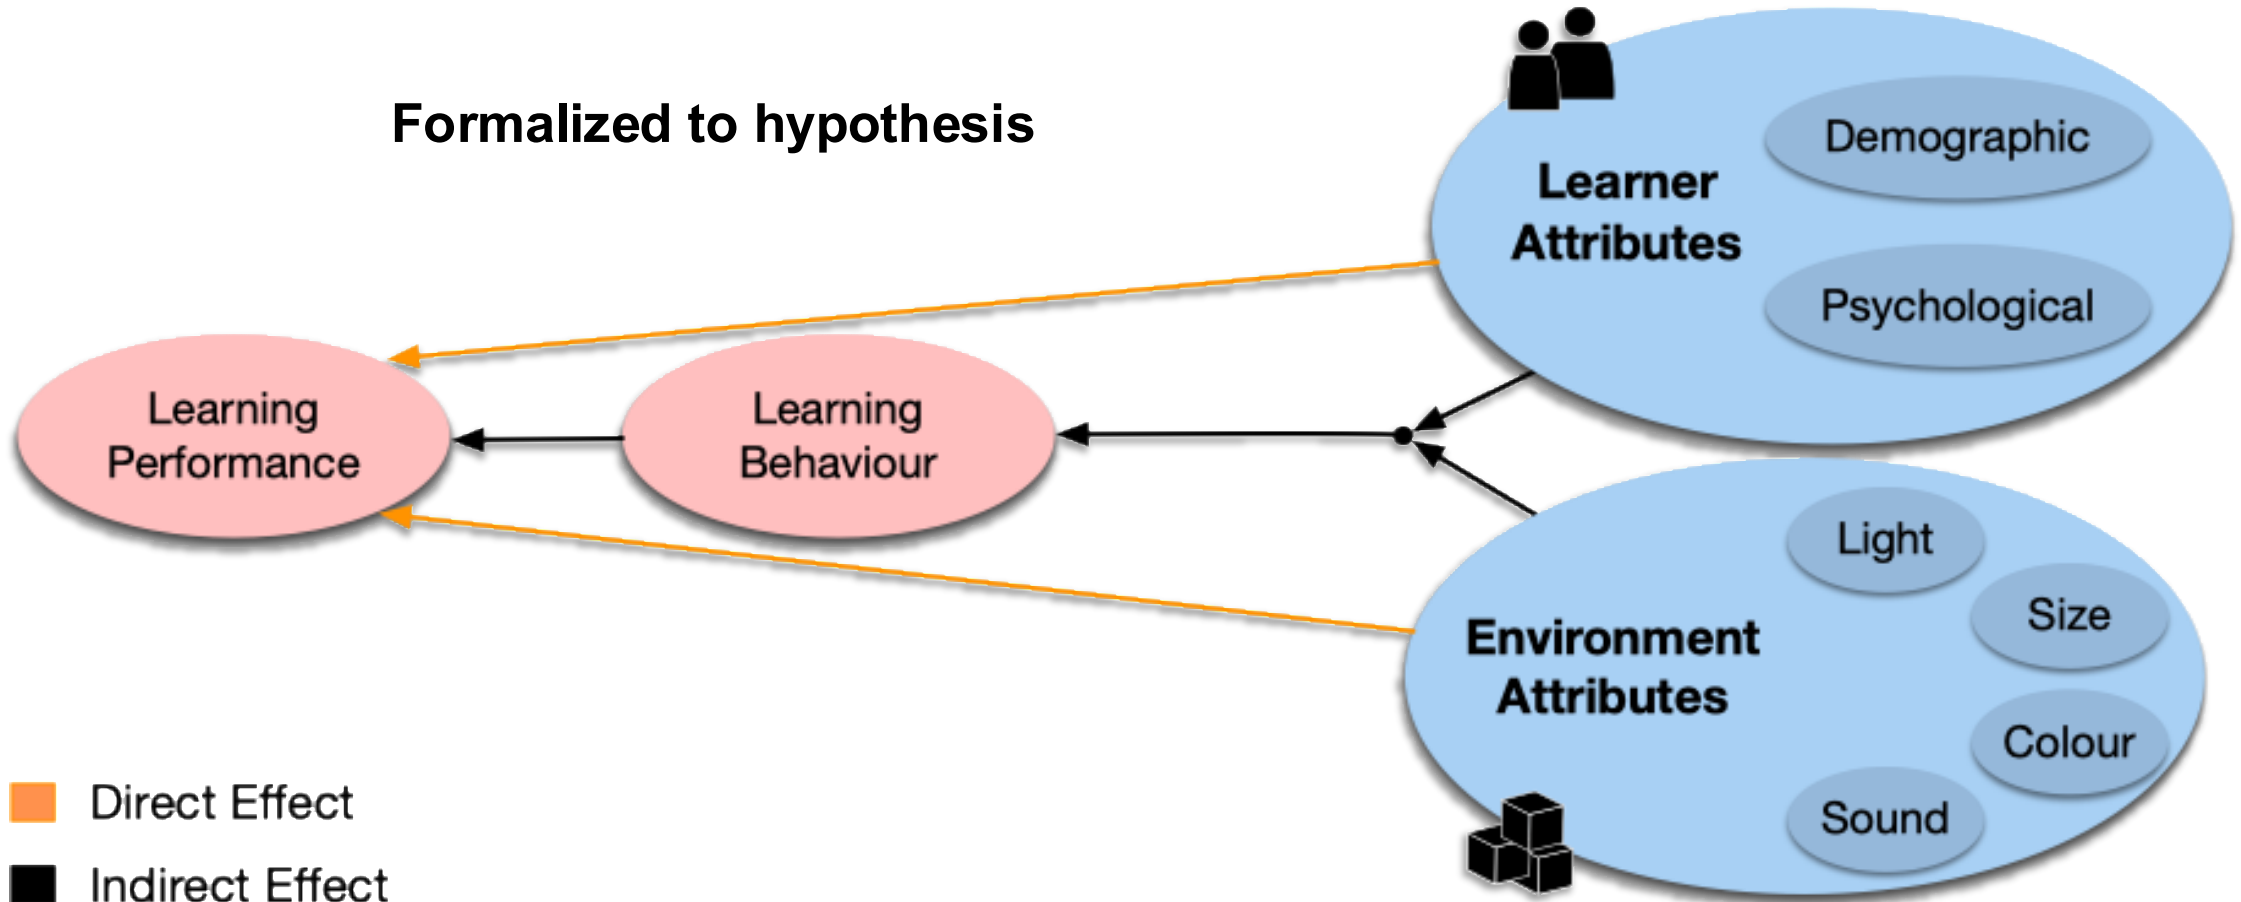 Formalized to hypothesis
Learner
Attributes
Demographic
Psychological
Learning
Performance
Learning
Behaviour
Environment
Attributes
Light
Size
Colour
Sound
Direct Effect
Indirect Effect